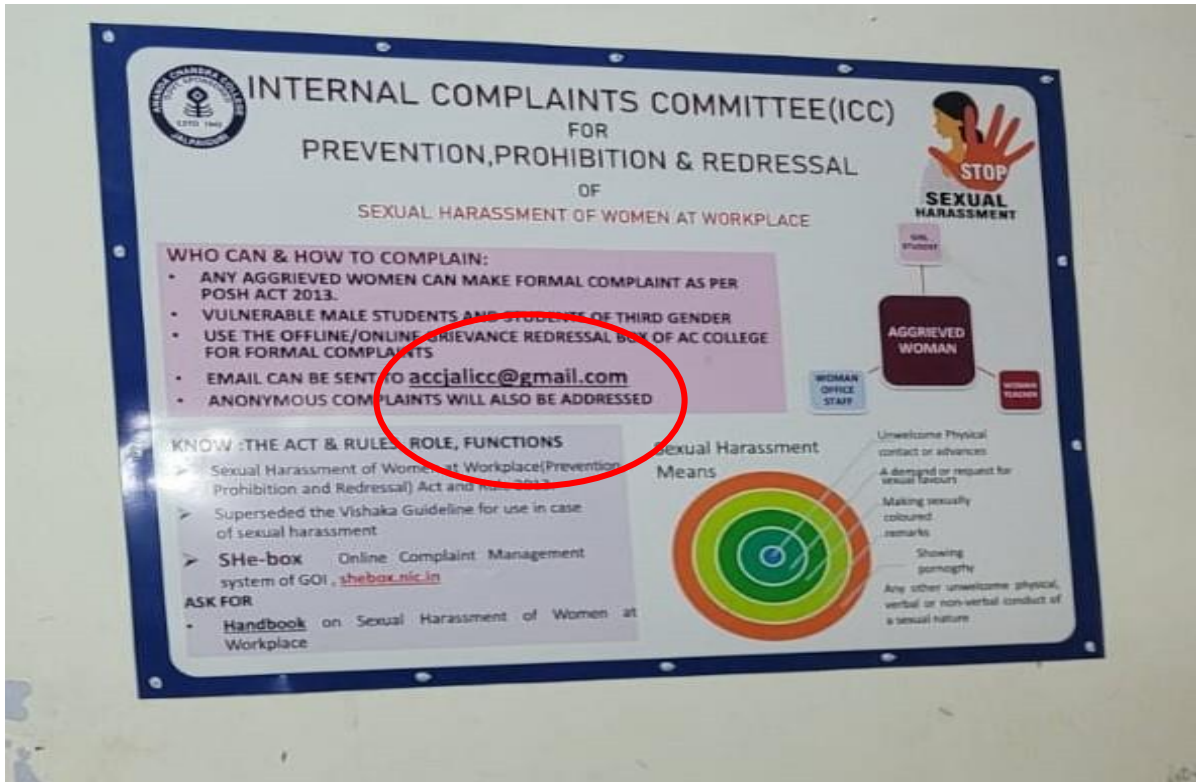 ANANDA CHANDRA COLLEGE
ESTD 1942
JALPAIGURI
INTERNAL COMPLAINTS COMMITTEE(ICC)
FOR
PREVENTION,PROHIBITION & REDRESSAL
OF
SEXUAL HARASSMENT OF WOMEN AT WORKPLACE
STOP
SEXUAL
HARASSMENT
WHO CAN & HOW TO COMPLAIN:
• ANY AGGRIEVED WOMEN CAN MAKE FORMAL COMPLAINT AS PER
POSH ACT 2013.
• VULNERABLE MALE STUDENTS AND STUDENTS OF THIRD GENDER
• USE THE OFFLINE/ONLINE GRIEVANCE REDRESSAL BOX OF AC COLLEGE
FOR FORMAL COMPLAINTS
• EMAIL CAN BE SENT TO accjalicc@gmail.com
• ANONYMOUS COMPLAINTS WILL ALSO BE ADDRESSED
GIRL
STUDENT
AGGRIEVED
WOMAN
WOMAN
OFFICE
STAFF
WOMAN
TEACHER
KNOW :THE ACT & RULES, ROLE, FUNCTIONS
➢ Sexual Harassment of Women at Workplace(Prevention
Prohibition and Redressal) Act and Rule 2013.
➢ Superseded the Vishaka Guideline for use in case
of sexual harassment
➢ SHe-box Online Complaint Management
system of GOI , shebox.nic.in
ASK FOR
• Handbook on Sexual Harassment of Women at
Workplace
Sexual Harassment
Means
Unwelcome Physical
contact or advances
A demand or request for
sexual favours
Making sexually
coloured
remarks
Showing
pornogrthy
Any other unwelcome physical,
verbal or non-verbal conduct of
a sexual nature